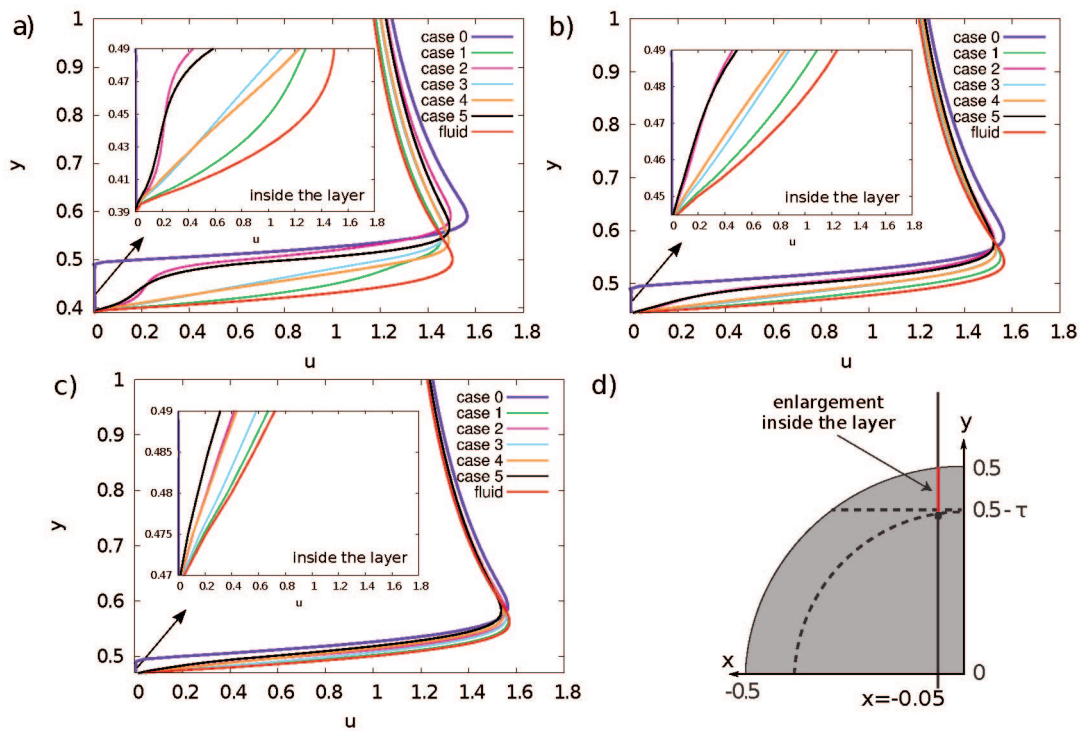 a)
1
0.9
0.8
0.7
0.6
0.5
0.4
y
0
0.2
0.4
0.6
0.8
1
1.2
1.4
1.6
1.8
u
case 0
case 1
case 2
case 3
case 4
case 5
fluid
0.49
0.47
0.45
0.43
0.41
0.39
0
0.2
0.4
0.6
0.8
1
1.2
1.4
1.6
1.8
u
inside the layer
b)
1
0.9
0.8
0.7
0.6
0.5
y
0
0.2
0.4
0.6
0.8
1
1.2
1.4
1.6
1.8
u
case 0
case 1
case 2
case 3
case 4
case 5
fluid
0.49
0.48
0.47
0.46
0.45
0
0.2
0.4
0.6
0.8
1
1.2
1.4
1.6
1.8
u
inside the layer
c)
1
0.9
0.8
0.7
0.6
0.5
y
0
0.2
0.4
0.6
0.8
1
1.2
1.4
1.6
1.8
u
case 0
case 1
case 2
case 3
case 4
case 5
fluid
0.49
0.485
0.48
0.475
0.47
0
0.2
0.4
0.6
0.8
1
1.2
1.4
1.6
1.8
u
inside the layer
d)
enlargement
inside the layer
y
0.5
0.5-τ
0
x
-0.5
x=-0.05